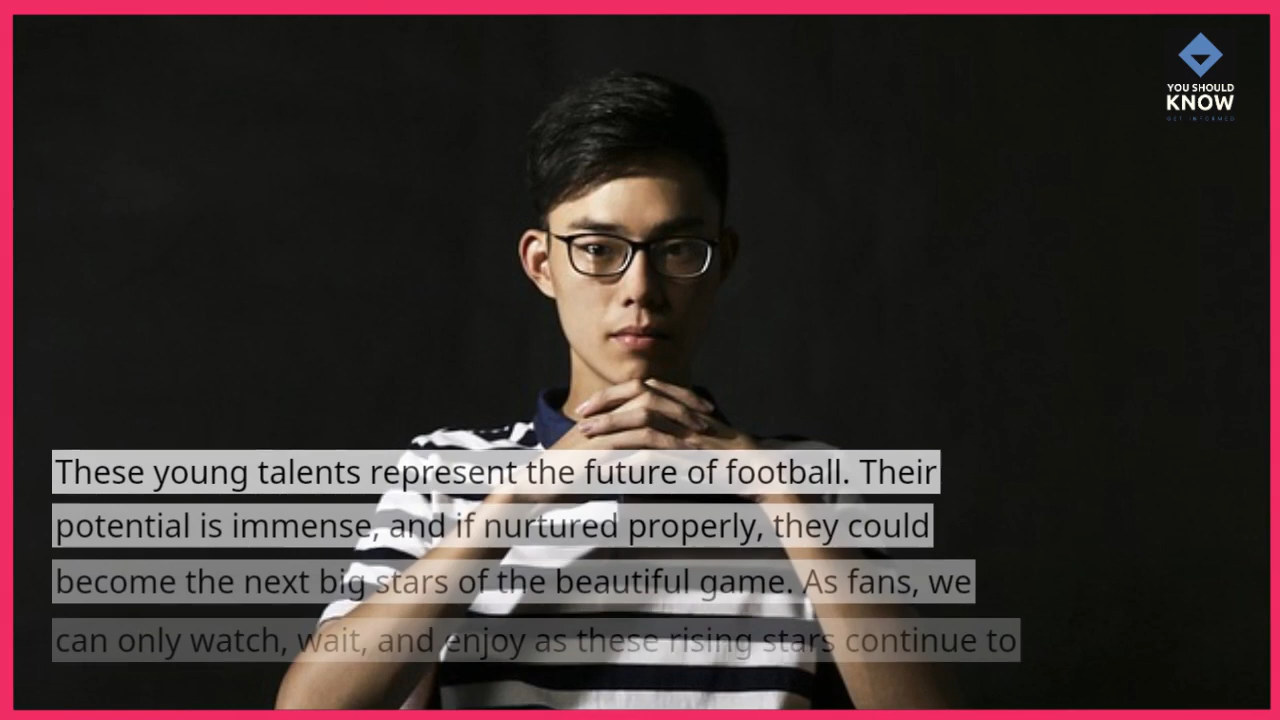 YOU SHOULD
KNOW
GET INFORMED
These young talents represent the future of football. Their
potential is immense, and if nurtured properly, they could
become the next big stars of the beautiful game. As fans, we
can only watch, wait, and enjoy as these rising stars continue to